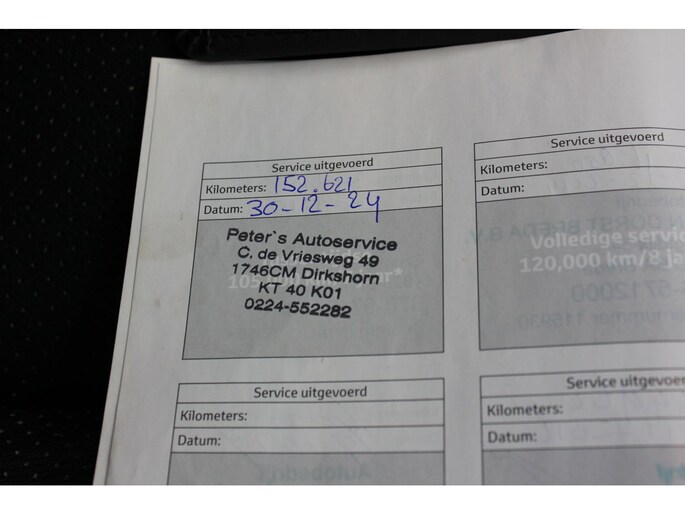 Service uitgevoerd
Kilometers: 152.621
Datum: 30-12-24
Peter`s Autoservice
C. de Vriesweg 49
1746CM Dirkshorn
KT 40 K01
0224-552282
Service uitgevoerd
Kilometers:
Datum:
Volledige servic
120,000 km/8 ja
Service uitgevoerd
Kilometers:
Datum:
Service uitgevoer
Kilometers:
Datum: